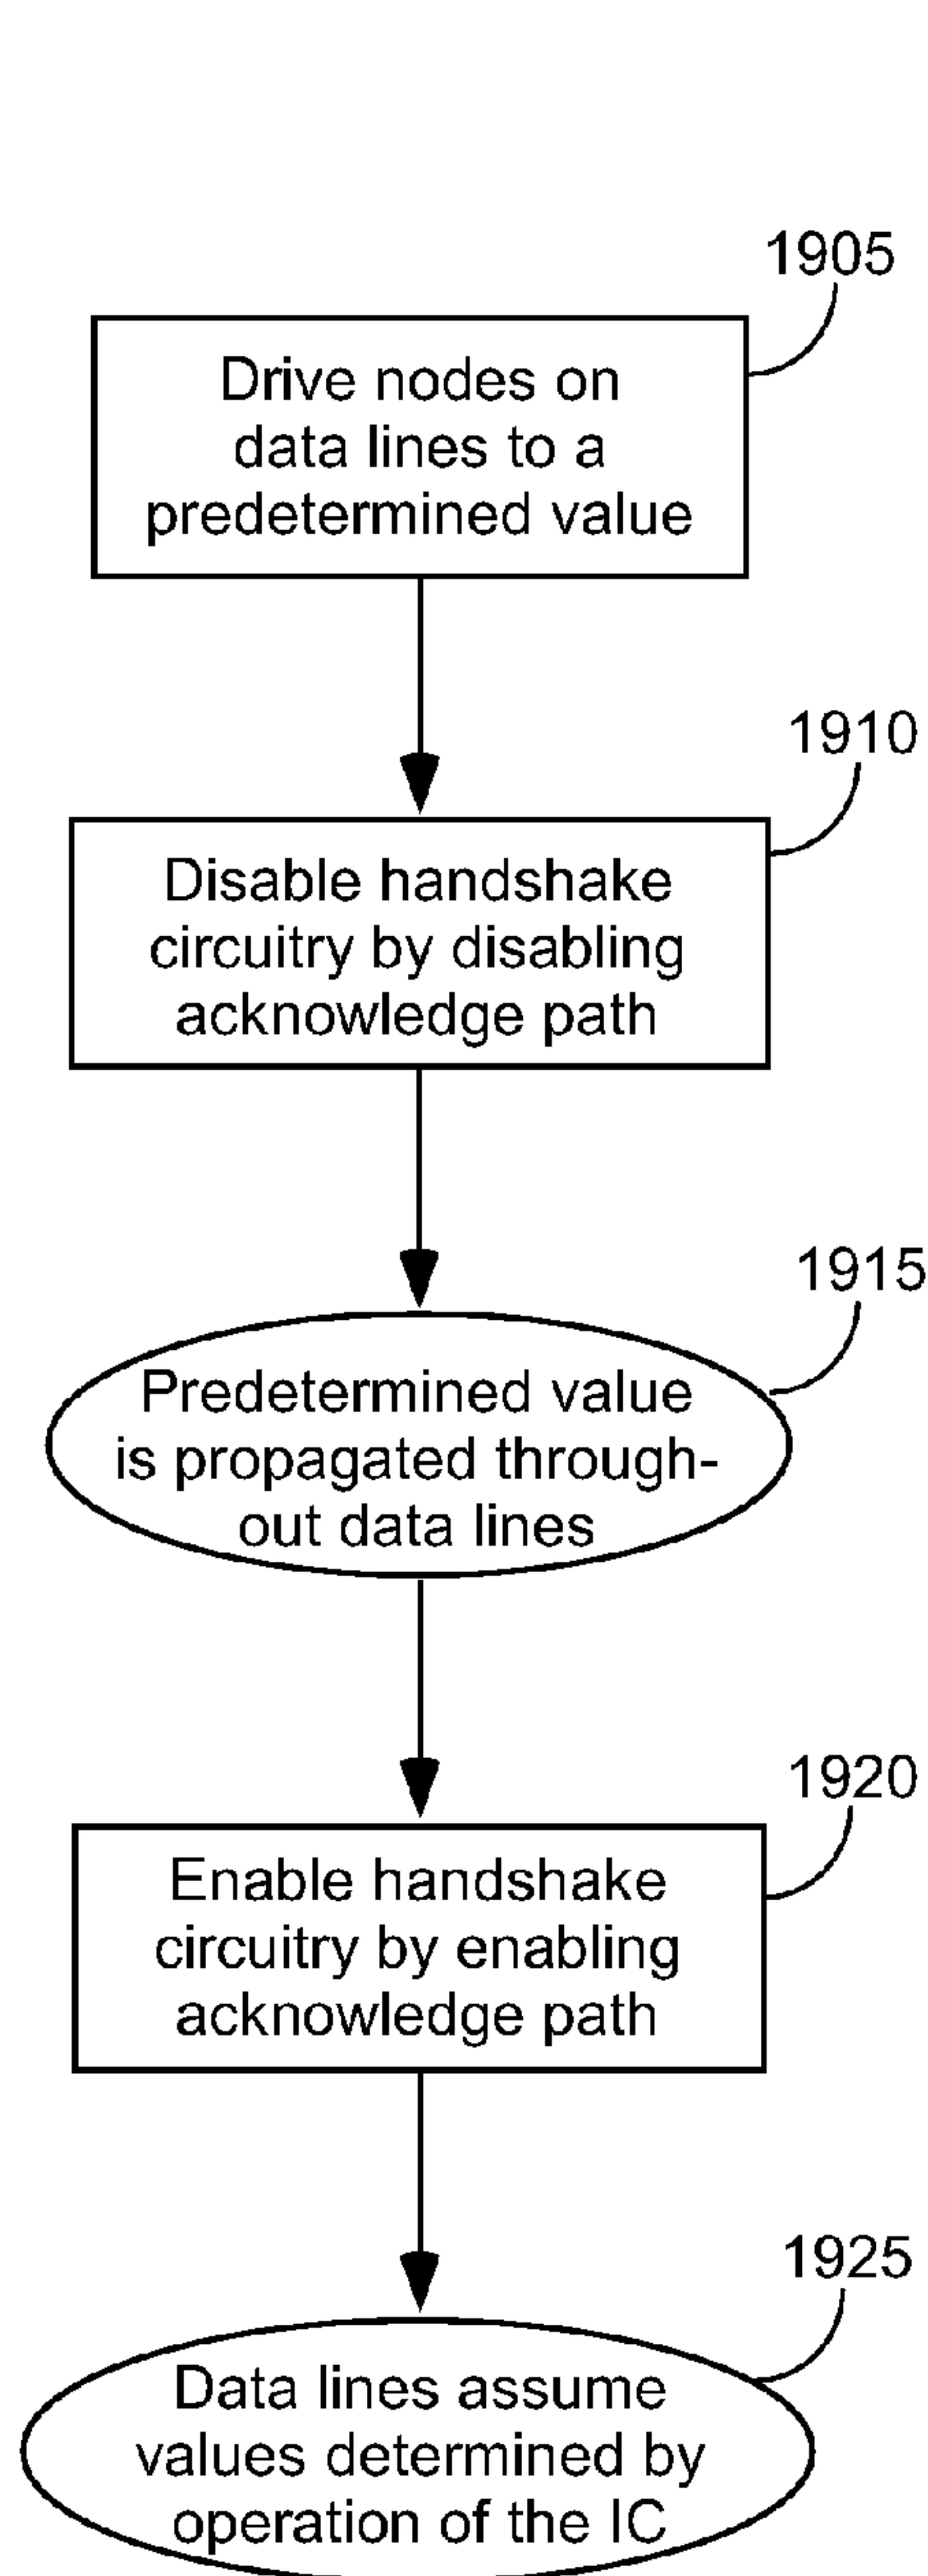 1905
Drive nodes on
data lines to a
predetermined value
1910
Disable handshake
circuitry by disabling
acknowledge path
1915
Predetermined value
is propagated through-
out data lines
1920
Enable handshake
circuitry by enabling
acknowledge path
1925
Data lines assume
values determined by
operation of the IC